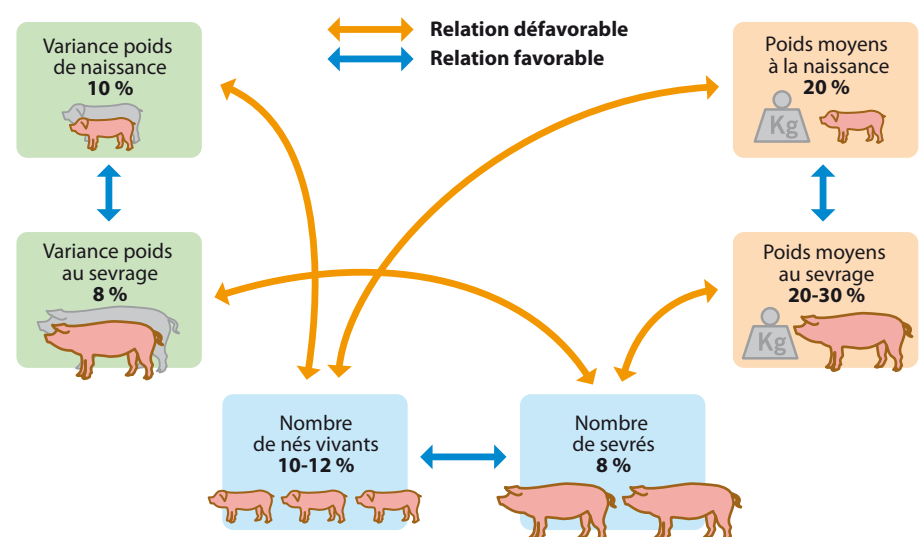 Relation défavorable
Relation favorable
Variance poids
de naissance
10 %
Poids moyens
à la naissance
20 %
Kg
Variance poids
au sevrage
8 %
Poids moyens
au sevrage
20-30 %
Kg
Nombre
de nés vivants
10-12 %
Nombre
de sevrés
8 %